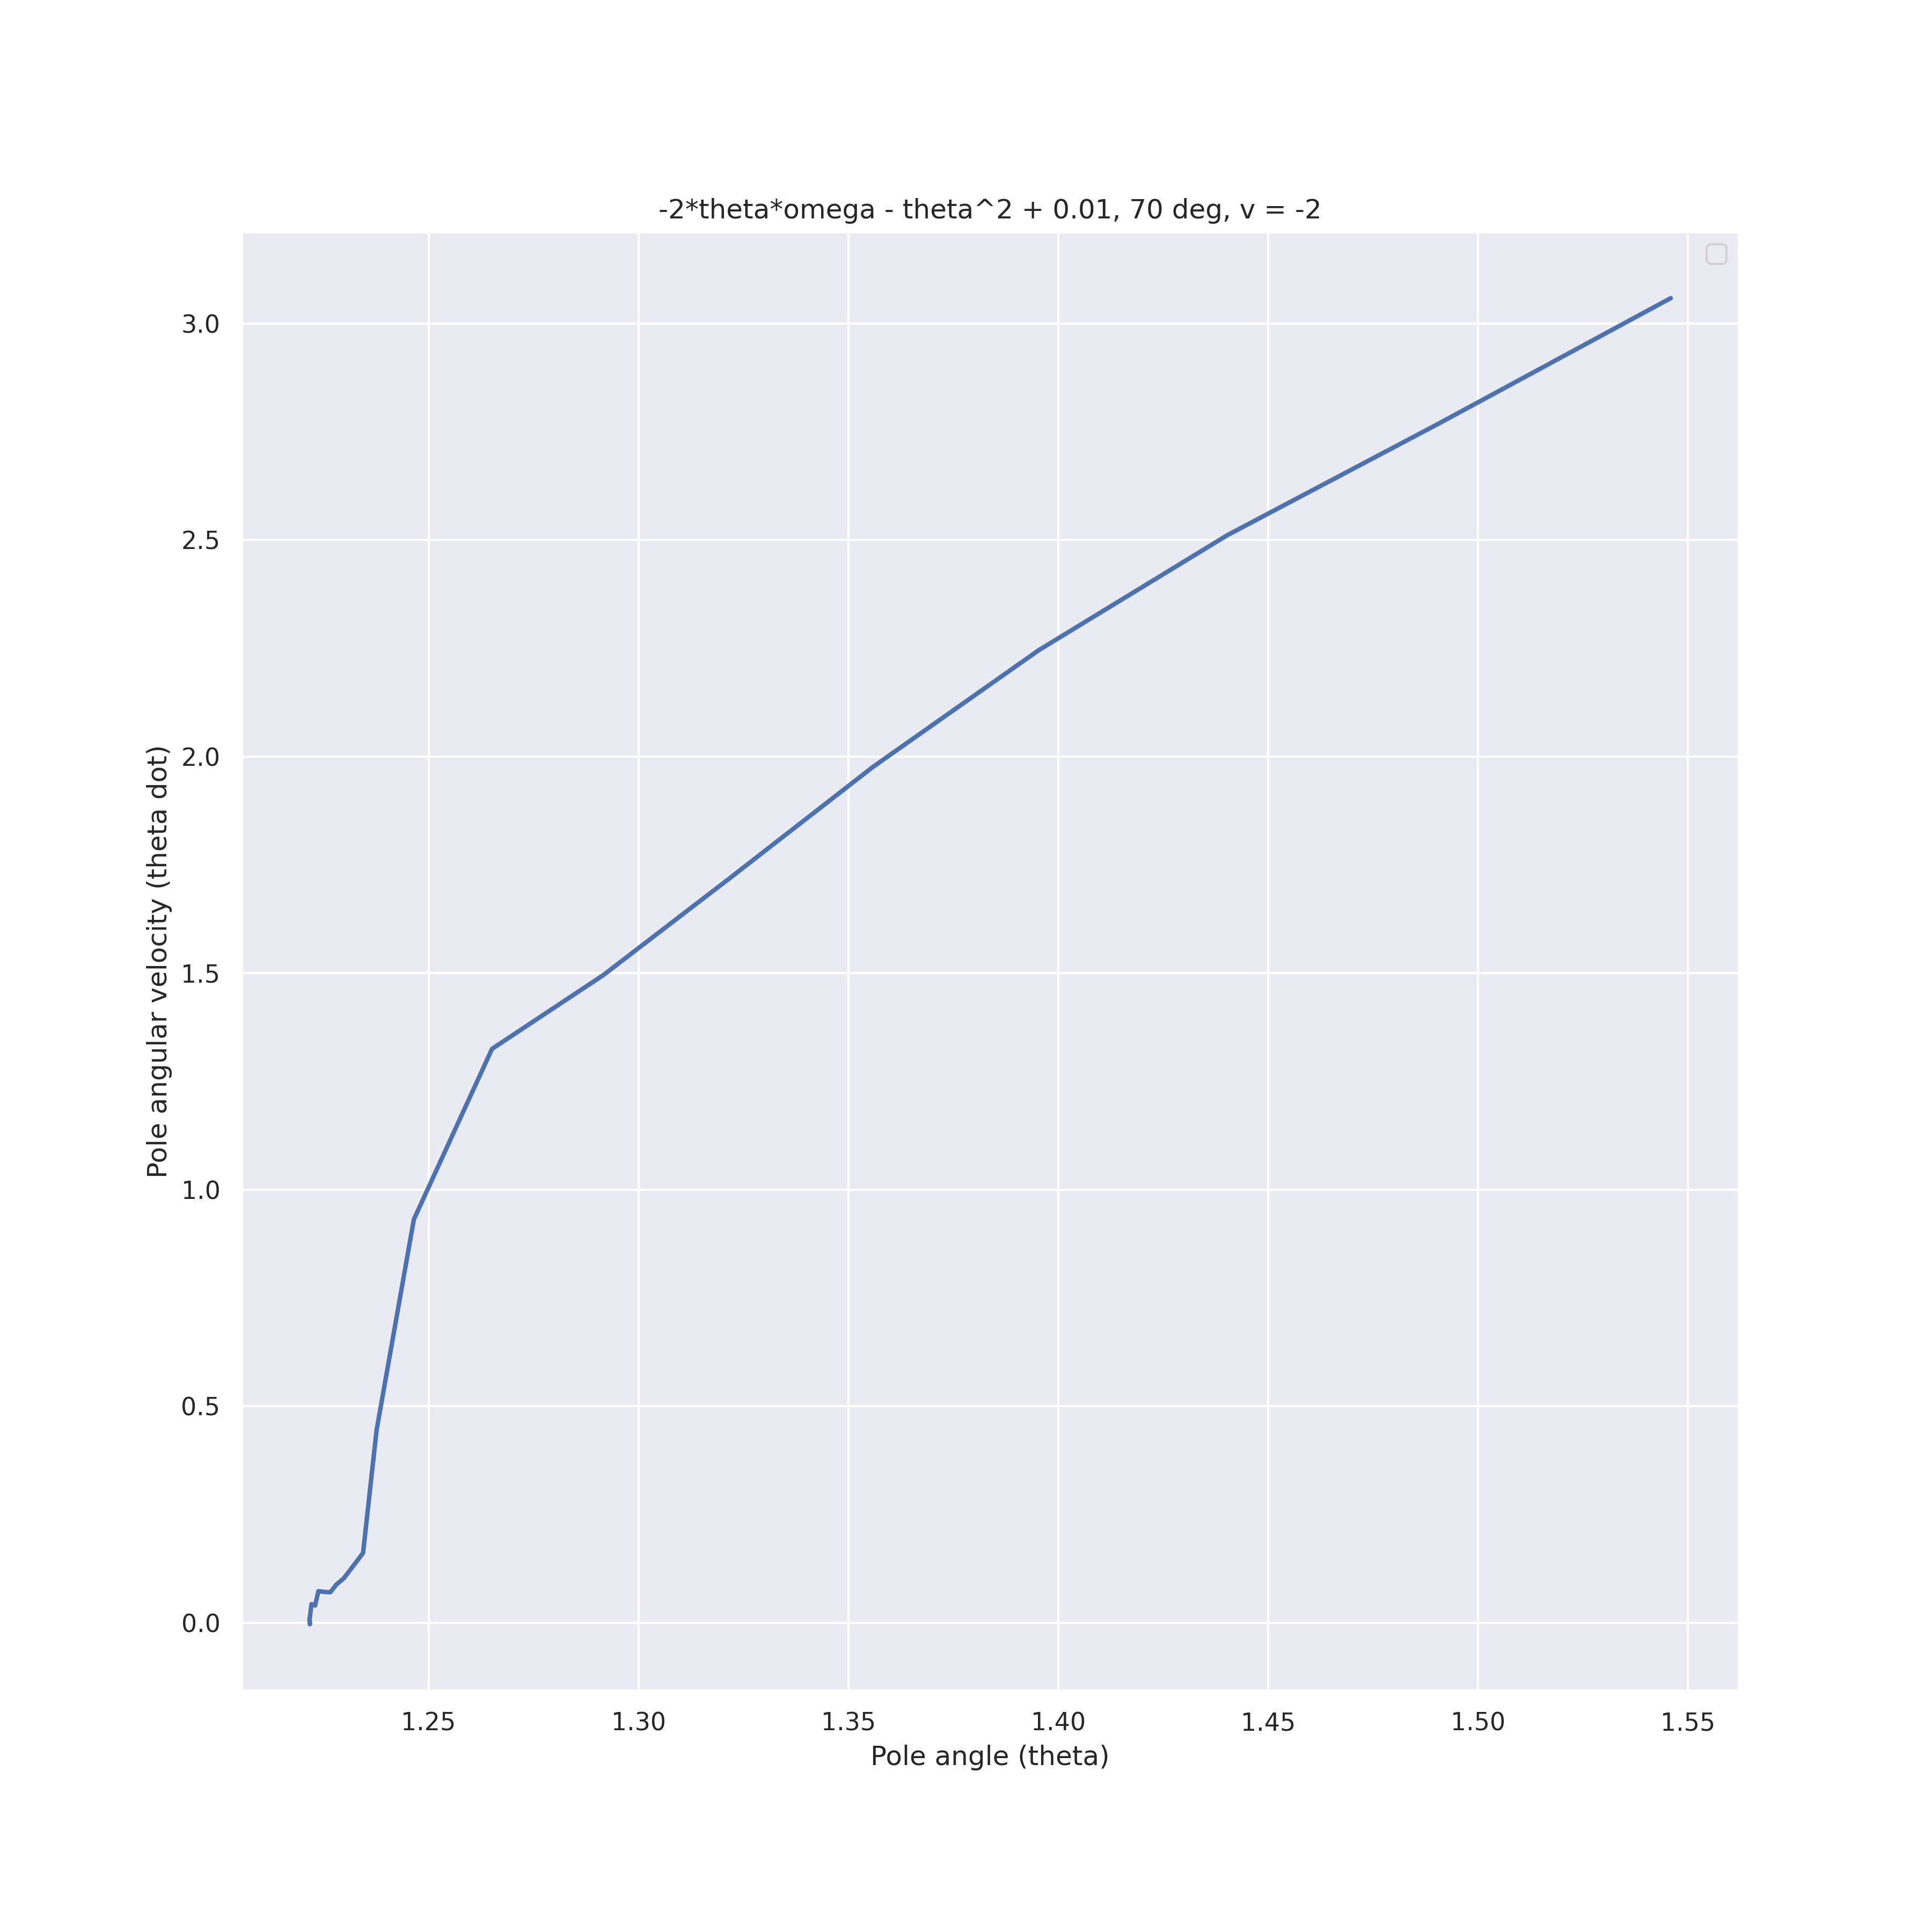 -2*theta*omega - theta^2 + 0.01, 70 deg, v = -2
3.0
2.5
2.0
1.5
1.0
0.5
0.0
Pole angular velocity (theta dot)
1.25 1.30 1.35 1.40 1.45 1.50 1.55
Pole angle (theta)